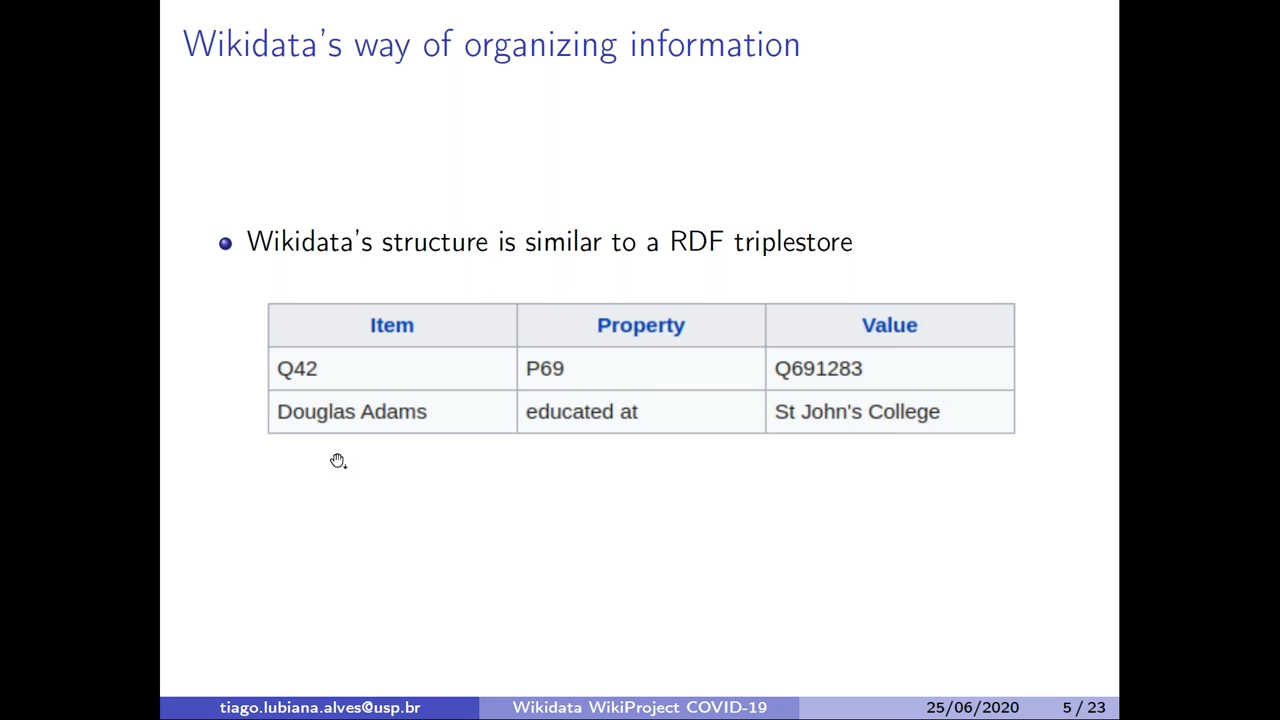 Wikidata's way of organizing information
Wikidata's structure is similar to a RDF triplestore
Item Property Value
Q42 P69 Q691283
Douglas Adams educated at St John's College
tiago.lubiana.alves@usp.br Wikidata WikiProject COVID-19 25/06/2020 5 / 23